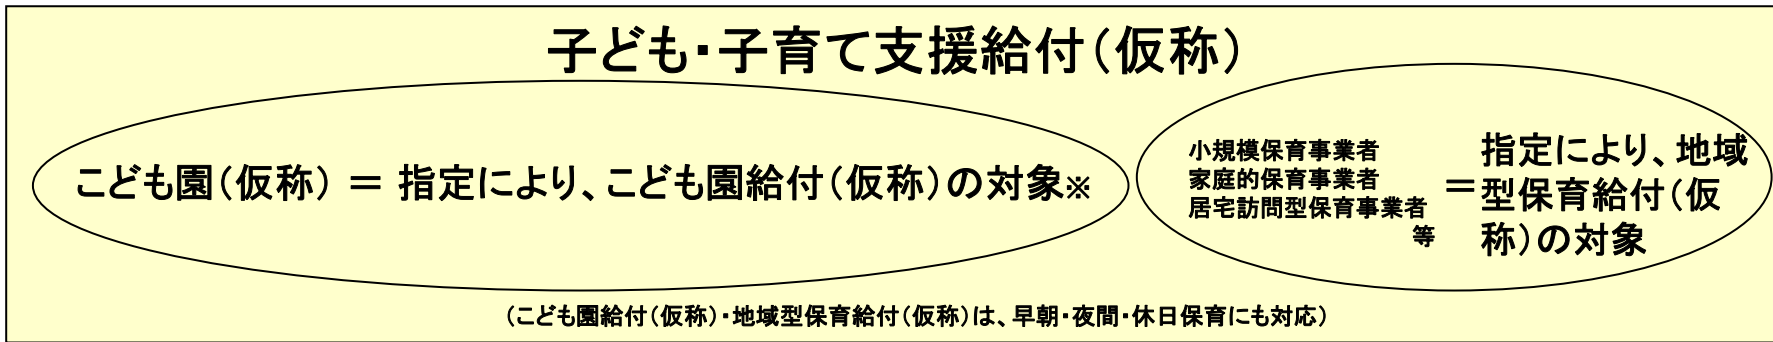 子ども・子育て支援給付（仮称）
こども園（仮称） ＝ 指定により、こども園給付（仮称）の対象※
小規模保育事業者
家庭的保育事業者
居宅訪問型保育事業者
等
＝
指定により、地域
型保育給付（仮
称）の対象
（こども園給付（仮称）・地域型保育給付（仮称）は、早朝・夜間・休日保育にも対応）